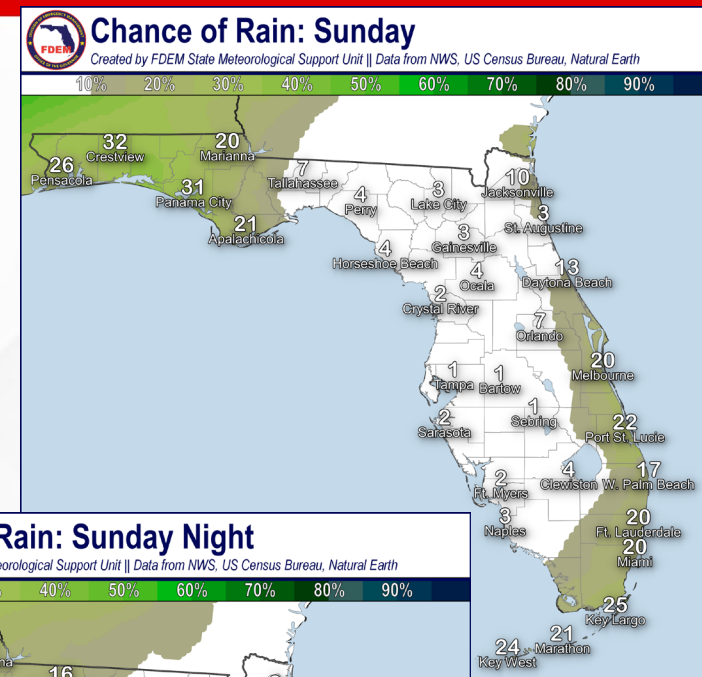 FDEM
Chance of Rain: Sunday
Created by FDEM State Meteorological Support Unit || Data from NWS, US Census Bureau, Natural Earth
10% 20% 30% 40% 50% 60% 70% 80% 90%
32
Crestview
20
Marianna
26
Pensacola
7
Tallahassee
10
Jacksonville
31
Panama City
4
Perry
3
Lake City
21
Apalachicola
3
St. Augustine
3
Gainesville
4
Horseshoe Beach
4
Ocala
13
Daytona Beach
2
Crystal River
7
Orlando
20
Melbourne
1
Tampa
1
Bartow
1
Sebring
2
Sarasota
22
Port St. Lucie
4
Clewiston
17
W. Palm Beach
2
Ft. Myers
3
Naples
20
Ft. Lauderdale
20
Miami
25
Key Largo
21
Marathon
24
Key West
Rain: Sunday Night
eorological Support Unit || Data from NWS, US Census Bureau, Natural Earth
40% 50% 60% 70% 80% 90%
na
16